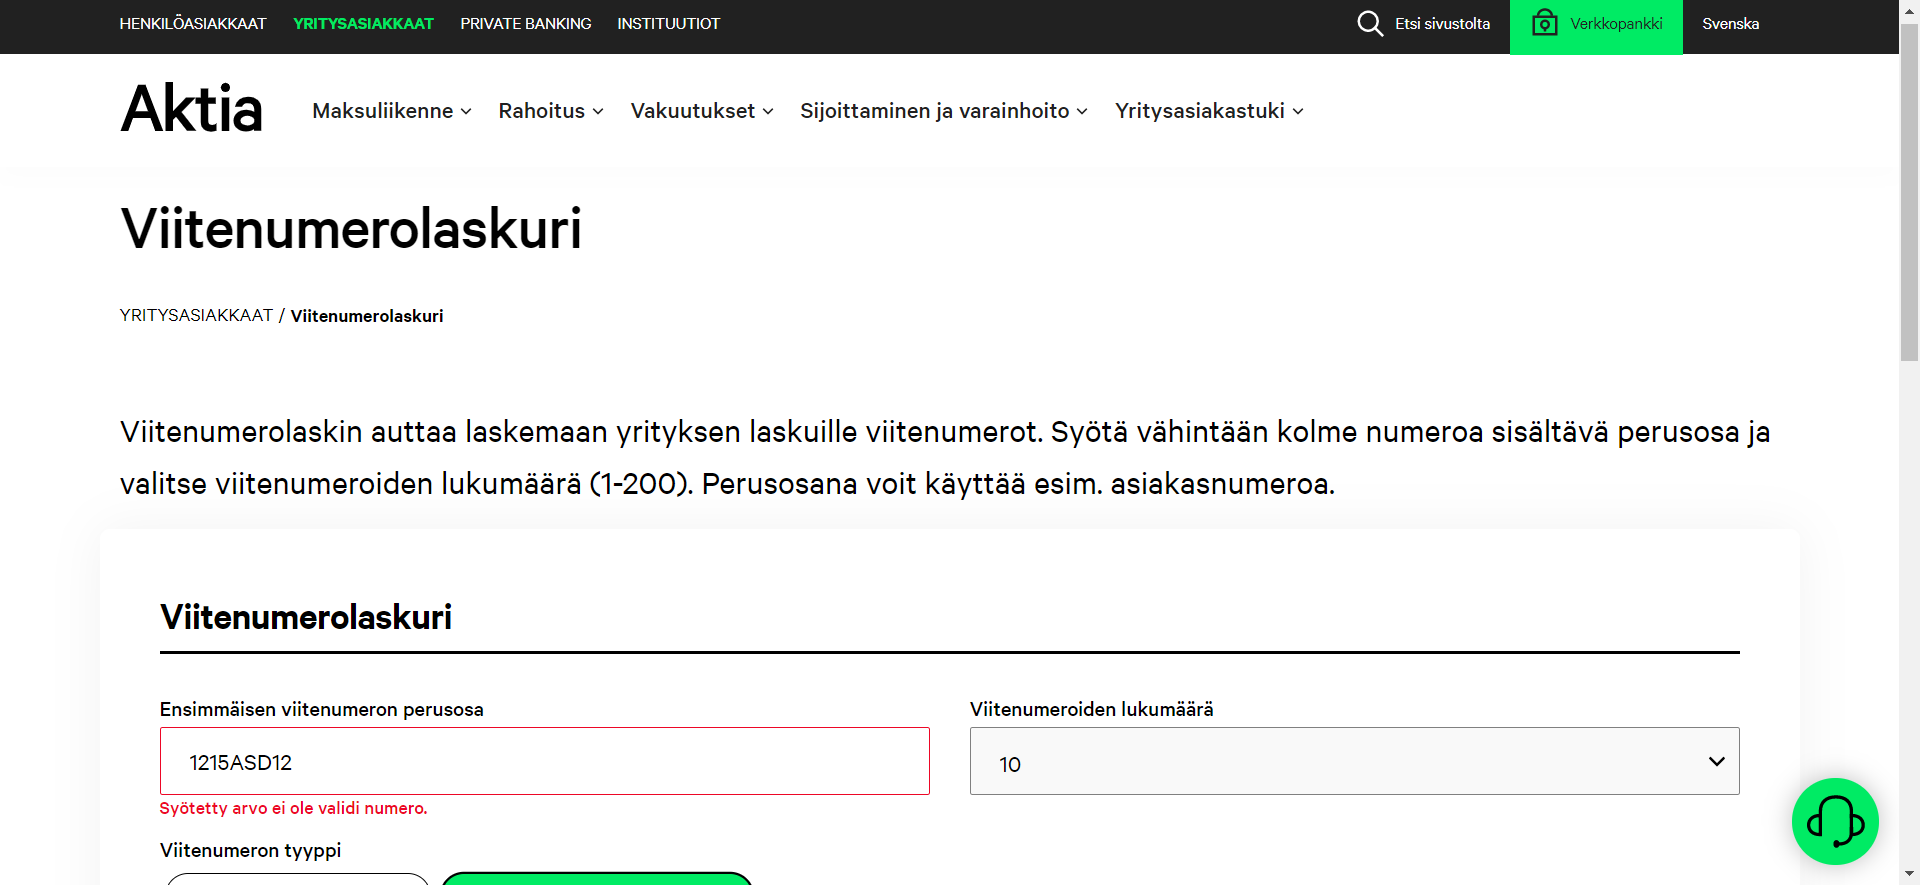 HENKILÖASIAKKAAT YRITYSASIAKKAAT PRIVATE BANKING INSTITUUTIOT Etsi sivustolta Verkkopankki Svenska
Aktia Maksuliikenne Rahoitus Vakuutukset Sijoittaminen ja varainhoito Yritysasiakastuki
Viitenumerolaskuri
YRITYSASIAKKAAT / Viitenumerolaskuri
Viitenumerolaskin auttaa laskemaan yrityksen laskuille viitenumerot. Syötä vähintään kolme numeroa sisältävä perusosa ja
valitse viitenumeroiden lukumäärä (1-200). Perusosana voit käyttää esim. asiakasnumeroa.
Viitenumerolaskuri
Ensimmäisen viitenumeron perusosa Viitenumeroiden lukumäärä
1215ASD12 10
Syötetty arvo ei ole validi numero.
Viitenumeron tyyppi